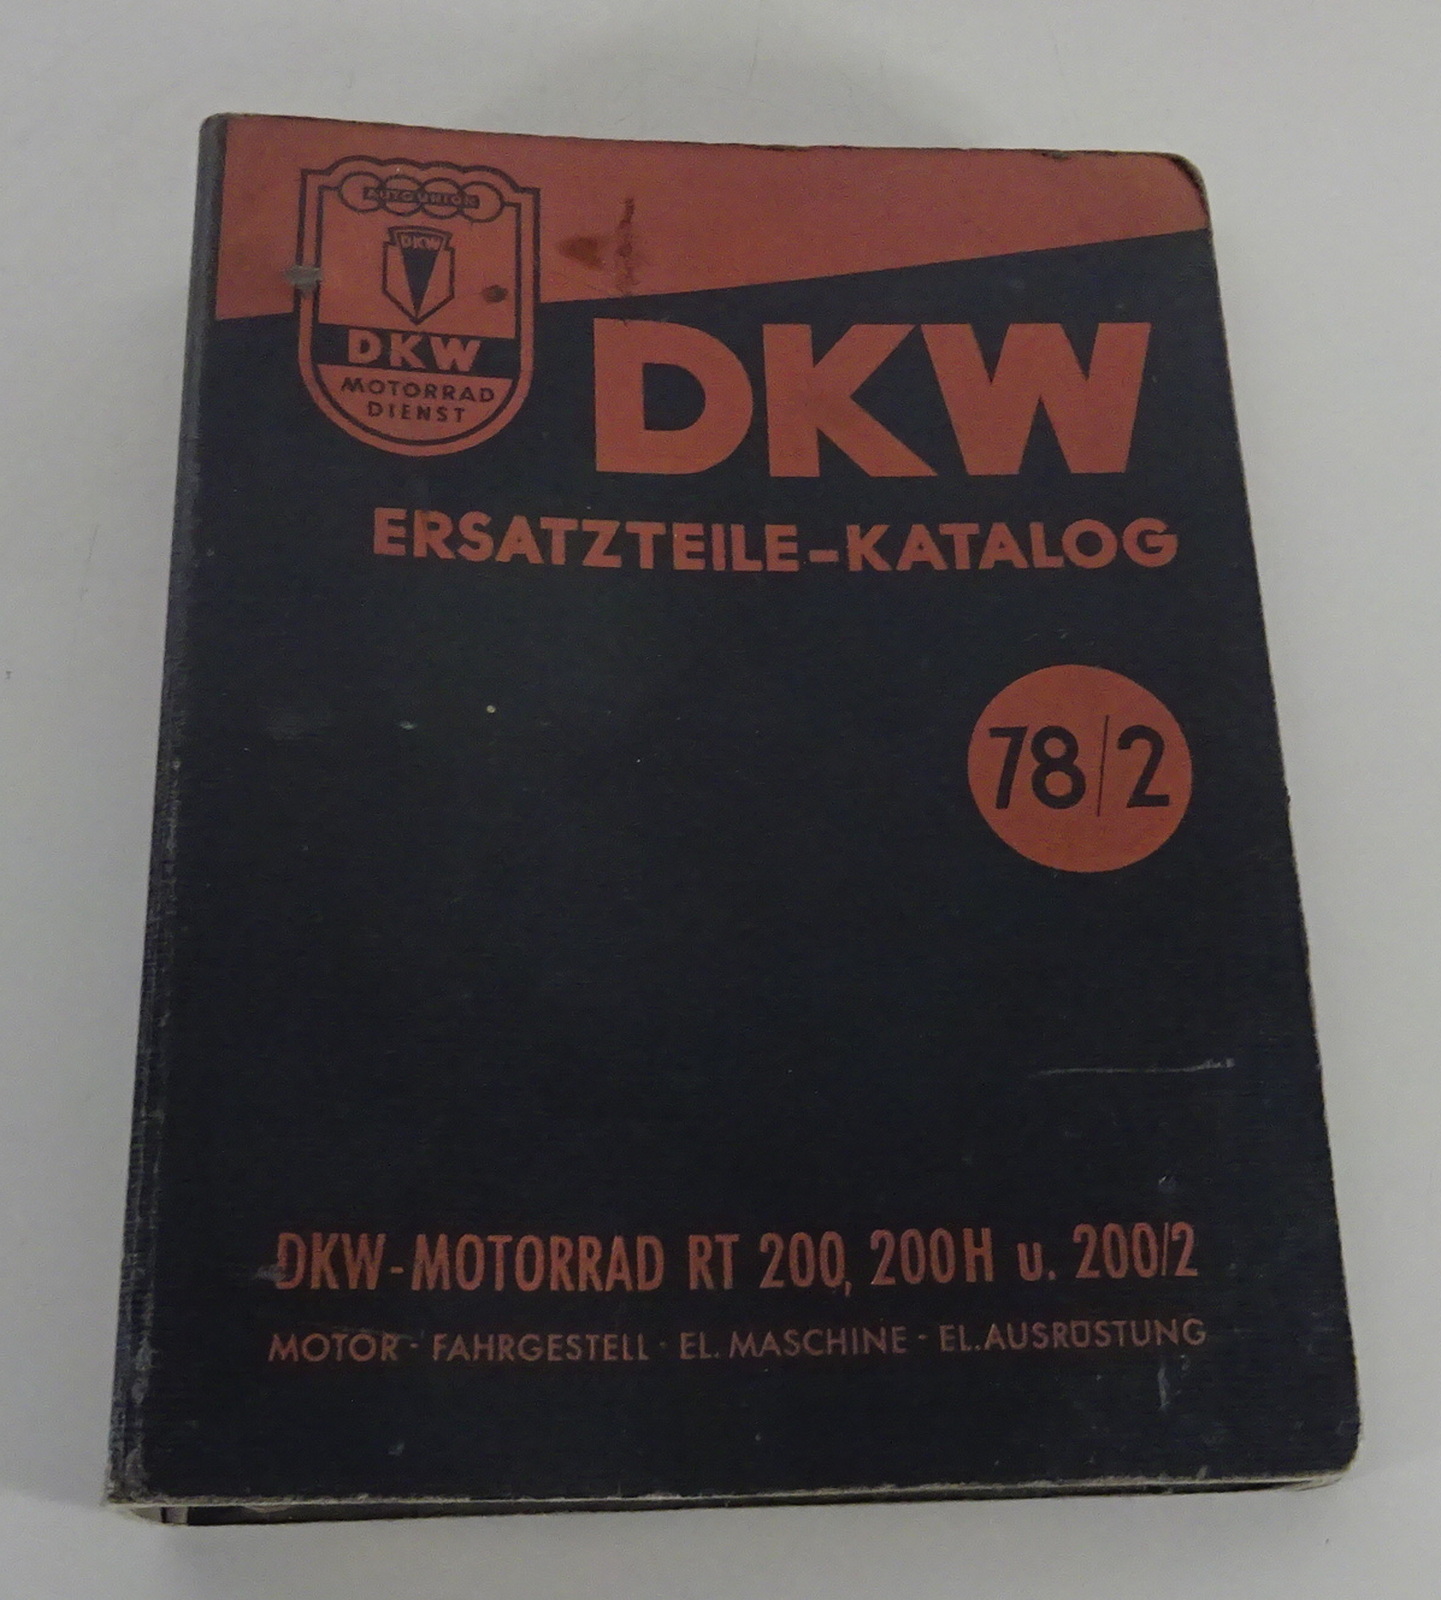 AUTO UNION
DKW
DKW
MOTORRAD
DIENST
DKW
ERSATZTEILE-KATALOG
78/2
DKW-MOTORRAD RT 200, 200H u. 200/2
MOTOR - FAHRGESTELL · EL. MASCHINE - EL. AUSRÜSTUNG